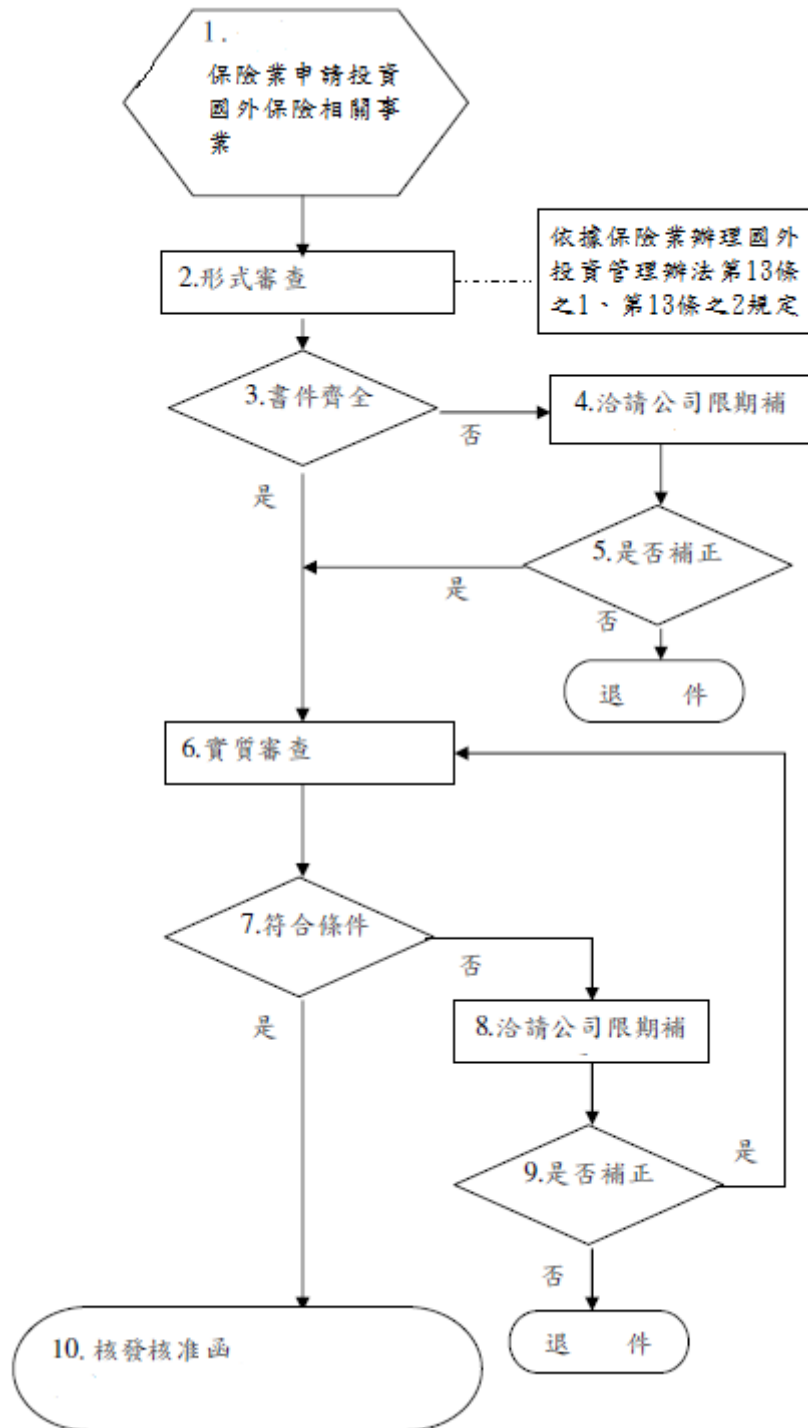 1.
保險業申請投資
國外保險相關事
業
2.形式審查
依據保險業辦理國外
投資管理辦法第13條
之1、第13條之2規定
3.書件齊全
否
4.洽請公司限期補
是
5.是否補正
是
否
退 件
6.實質審查
7.符合條件
否
是
8.洽請公司限期補
9.是否補正
是
否
10. 核發核准函
退 件